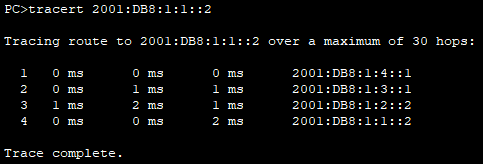 PC>tracert 2001:DB8:1:1::2
Tracing route to 2001:DB8:1:1::2 over a maximum of 30 hops:
1 0 ms 0 ms 0 ms 2001:DB8:1:4::1
2 0 ms 1 ms 1 ms 2001:DB8:1:3::1
3 1 ms 2 ms 1 ms 2001:DB8:1:2::2
4 0 ms 0 ms 2 ms 2001:DB8:1:1::2
Trace complete.